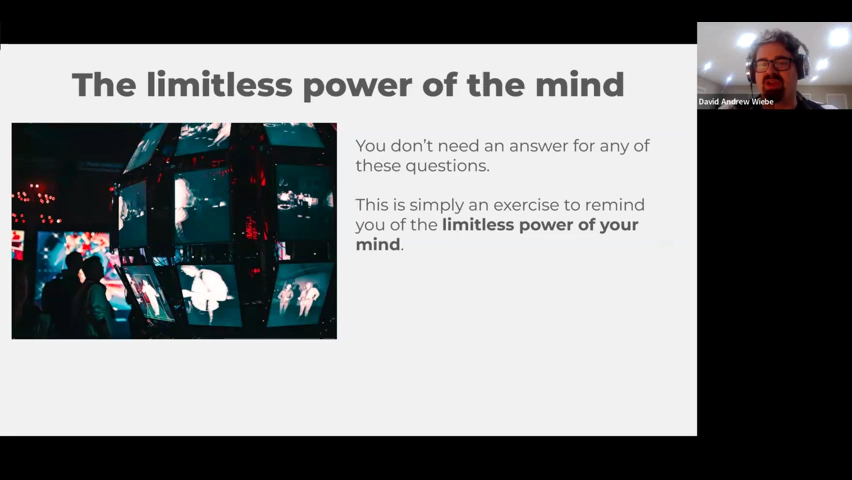 The limitless power of the mind
David Andrew Wiebe
You don't need an answer for any of
these questions.
This is simply an exercise to remind
you of the limitless power of your
mind.